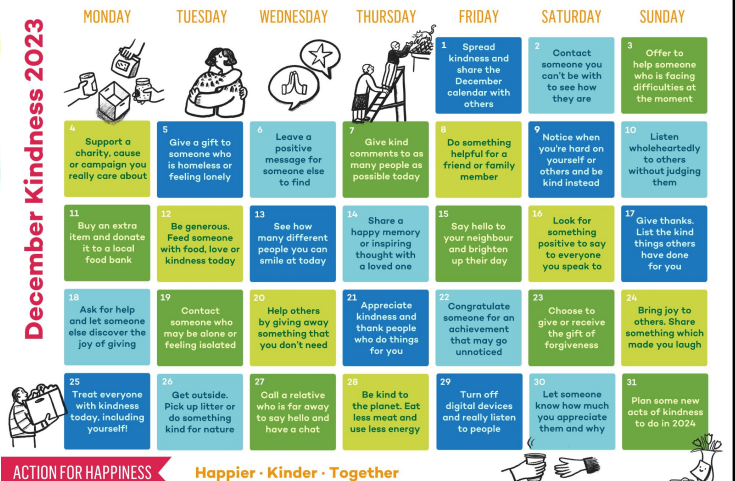 December Kindness 2023
MONDAY
TUESDAY
WEDNESDAY
THURSDAY
FRIDAY
SATURDAY
SUNDAY
1
Spread
kindness and
share the
December
calendar with
others
2
Contact
someone you
can't be with
to see how
they are
3
Offer to
help someone
who is facing
difficulties at
the moment
4
Support a
charity, cause
or campaign you
really care about
5
Give a gift to
someone who
is homeless or
feeling lonely
6
Leave a
positive
message for
someone else
to find
7
Give kind
comments to as
many people as
possible today
8
Do something
helpful for a
friend or family
member
9
Notice when
you're hard on
yourself or
others and be
kind instead
10
Listen
wholeheartedly
to others
without judging
them
11
Buy an extra
item and donate
it to a local
food bank
12
Be generous.
Feed someone
with food, love or
kindness today
13
See how
many different
people you can
smile at today
14
Share a
happy memory
or inspiring
thought with
a loved one
15
Say hello to
your neighbour
and brighten
up their day
16
Look for
something
positive to say
to everyone
you speak to
17
Give thanks.
List the kind
things others
have done
for you
18
Ask for help
and let someone
else discover the
joy of giving
19
Contact
someone who
may be alone or
feeling isolated
20
Help others
by giving away
something that
you don't need
21
Appreciate
kindness and
thank people
who do things
for you
22
Congratulate
someone for an
achievement
that may go
unnoticed
23
Choose to
give or receive
the gift of
forgiveness
24
Bring joy to
others. Share
something which
made you laugh
25
Treat everyone
with kindness
today, including
yourself!
26
Get outside.
Pick up litter or
do something
kind for nature
27
Call a relative
who is far away
to say hello and
have a chat
28
Be kind to
the planet. Eat
less meat and
use less energy
29
Turn off
digital devices
and really listen
to people
30
Let someone
know how much
you appreciate
them and why
31
Plan some new
acts of kindness
to do in 2024
ACTION FOR HAPPINESS
Happier · Kinder · Together